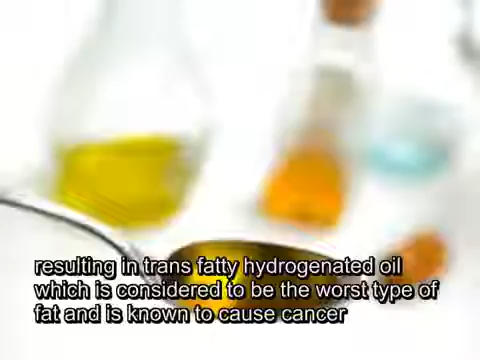 resulting in trans fatty hydrogenated oil
which is considered to be the worst type of
fat and is known to cause cancer